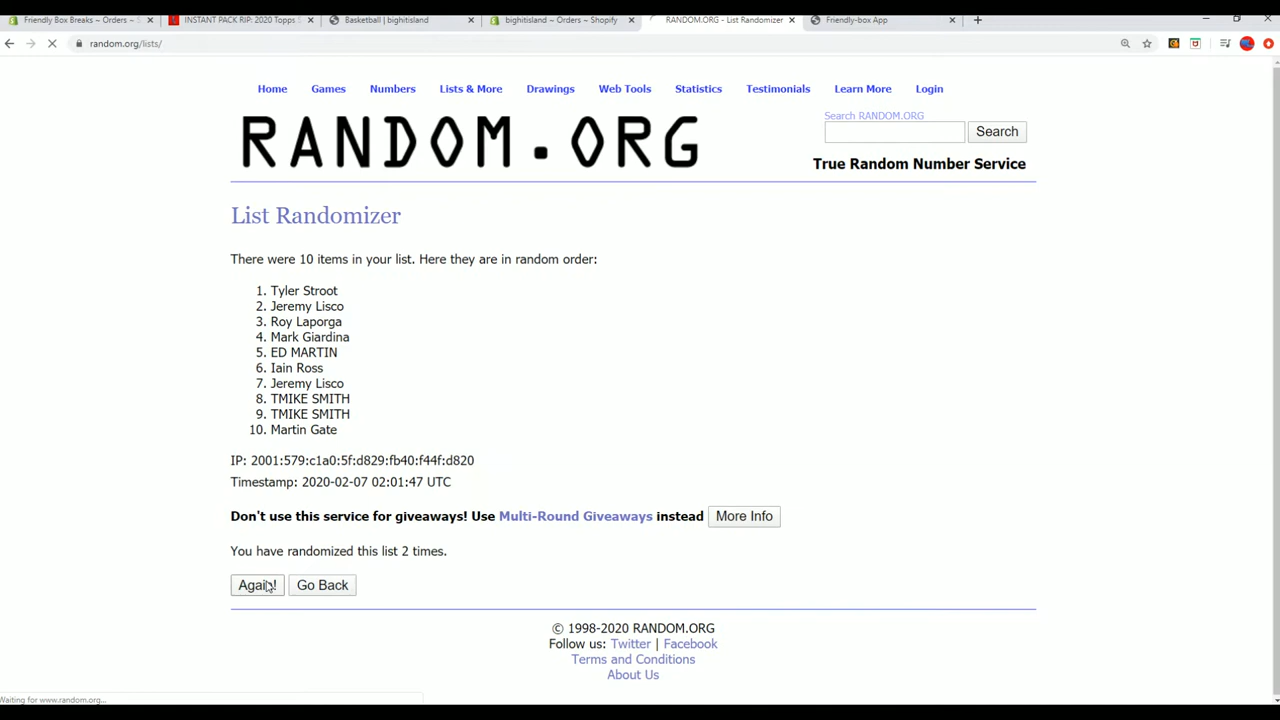 Friendly Box Breaks ~ Orders ~ S
INSTANT PACK RIP: 2020 Topps S
Basketball | bighitisland
bighitisland ~ Orders ~ Shopify
RANDOM.ORG - List Randomizer
Friendly-box App
random.org/lists/
Home Games Numbers Lists & More Drawings Web Tools Statistics Testimonials Learn More Login
RANDOM.ORG
Search RANDOM.ORG
Search
True Random Number Service
List Randomizer
There were 10 items in your list. Here they are in random order:
1. Tyler Stroot
2. Jeremy Lisco
3. Roy Laporga
4. Mark Giardina
5. ED MARTIN
6. Iain Ross
7. Jeremy Lisco
8. TMIKE SMITH
9. TMIKE SMITH
10. Martin Gate
IP: 2001:579:c1a0:5f:d829:fb40:f44f:d820
Timestamp: 2020-02-07 02:01:47 UTC
Don't use this service for giveaways! Use Multi-Round Giveaways instead More Info
You have randomized this list 2 times.
Again! Go Back
© 1998-2020 RANDOM.ORG
Follow us: Twitter | Facebook
Terms and Conditions
About Us
Waiting for www.random.org...